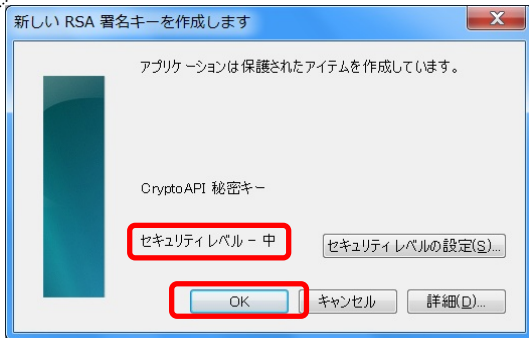 新しい RSA 署名キーを作成します
アプリケーションは保護されたアイテムを作成しています。
CryptoAPI 秘密キー
セキュリティ レベル - 中
セキュリティ レベルの設定(S)...
OK
キャンセル
詳細(D)...